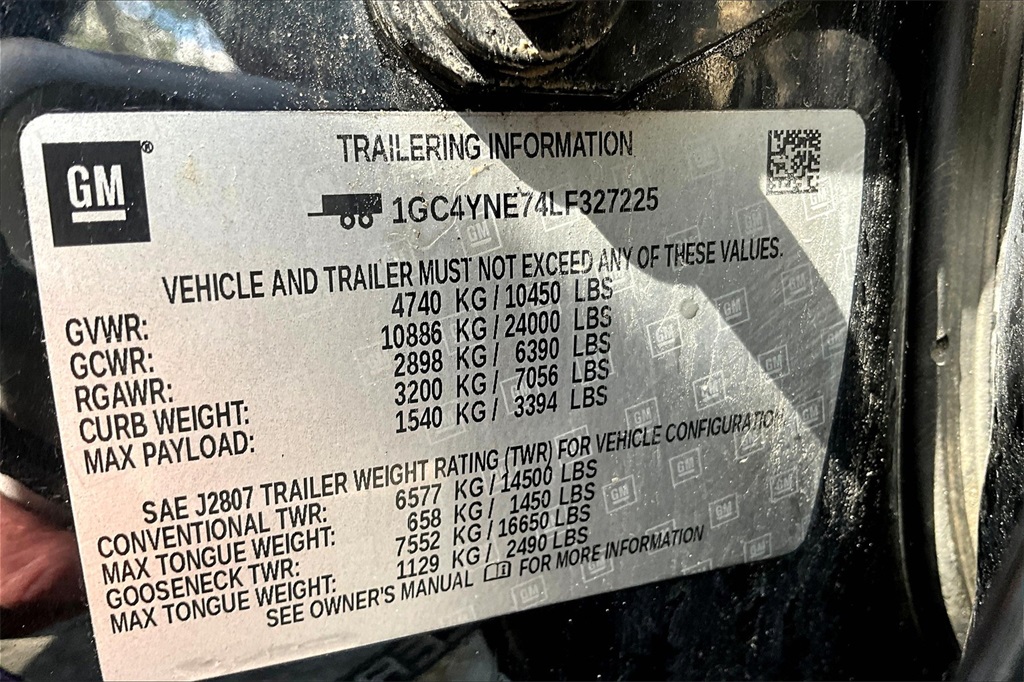 GM®
TRAILERING INFORMATION
1GC4YNE74LF327225
VEHICLE AND TRAILER MUST NOT EXCEED ANY OF THESE VALUES.
GVWR: 4740 KG / 10450 LBS
GCWR: 10886 KG / 24000 LBS
RGAWR: 2898 KG / 6390 LBS
CURB WEIGHT: 3200 KG / 7056 LBS
MAX PAYLOAD: 1540 KG / 3394 LBS
SAE J2807 TRAILER WEIGHT RATING (TWR) FOR VEHICLE CONFIGURATION
CONVENTIONAL TWR: 6577 KG / 14500 LBS
MAX TONGUE WEIGHT: 658 KG / 1450 LBS
GOOSENECK TWR: 7552 KG / 16650 LBS
MAX TONGUE WEIGHT: 1129 KG / 2490 LBS
SEE OWNER'S MANUAL FOR MORE INFORMATION